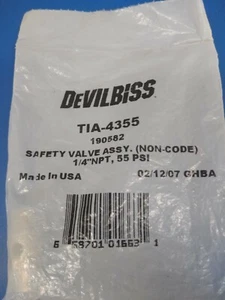 DEVILBISS
TIA-4355
190582
SAFETY VALVE ASSY. (NON-CODE)
1/4"NPT, 55 PSI
Made In USA 02/12/07 GHBA